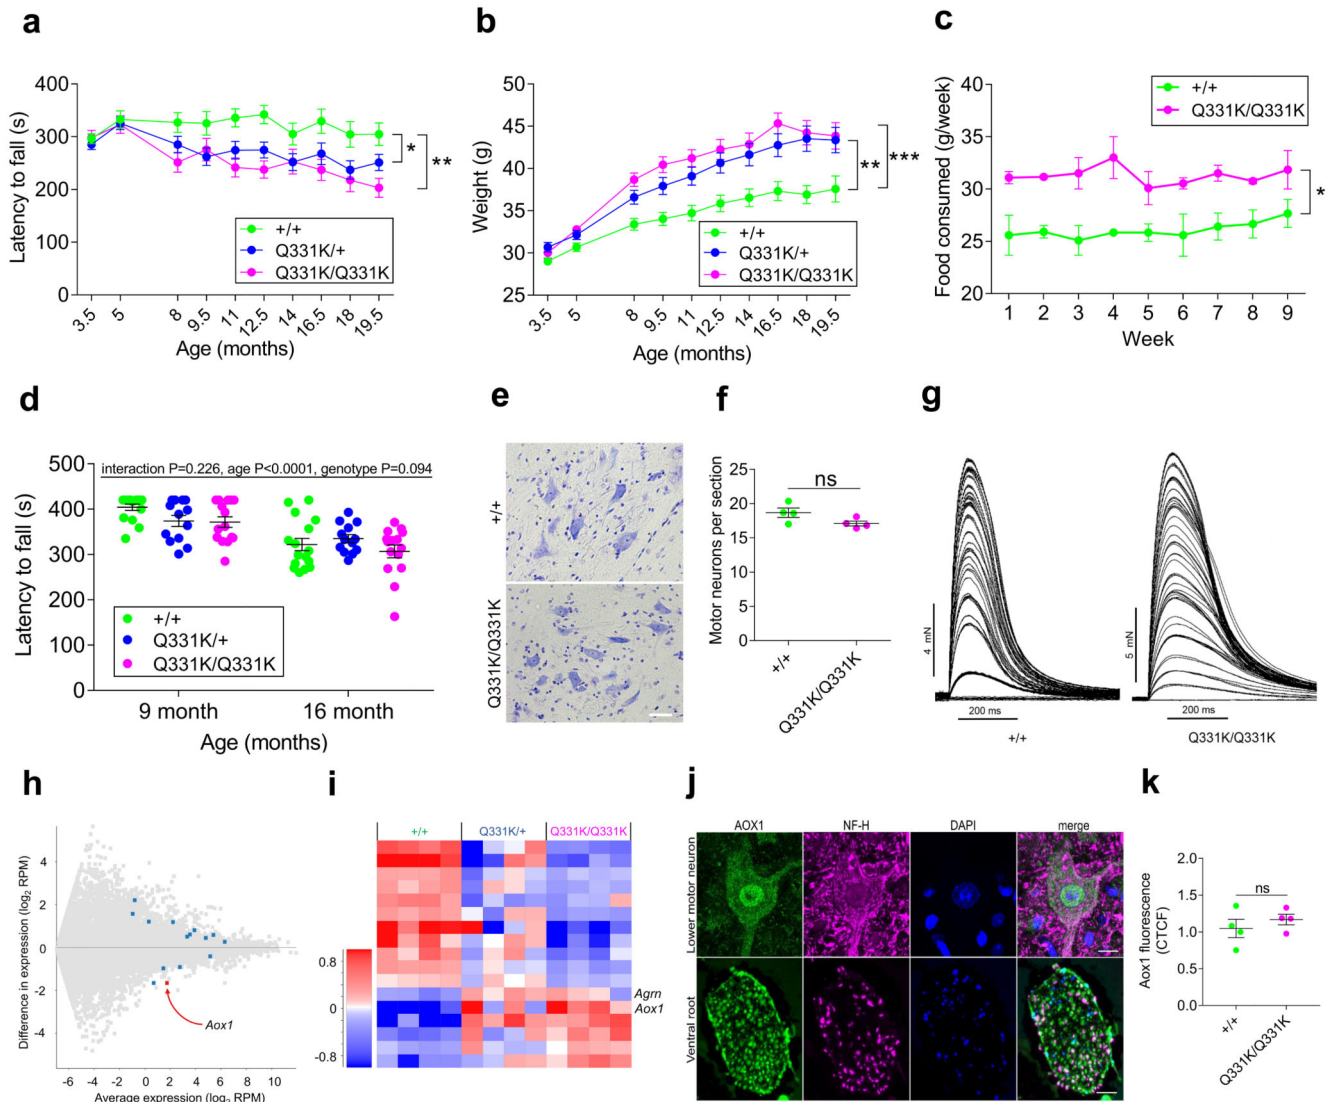 a
400
300
200
100
0
Latency to fall (s)
3.5
5
8
9.5
11
12.5
14
16.5
18
19.5
Age (months)
+/+
Q331K/+
Q331K/Q331K
*
**
b
50
45
40
35
30
25
Weight (g)
3.5
5
8
9.5
11
12.5
14
16.5
18
19.5
Age (months)
+/+
Q331K/+
Q331K/Q331K
**
***
c
40
35
30
25
20
Food consumed (g/week)
1 2 3 4 5 6 7 8 9
Week
+/+
Q331K/Q331K
*
d
500
400
300
200
100
0
Latency to fall (s)
interaction P=0.226, age P<0.0001, genotype P=0.094
+/+
Q331K/+
Q331K/Q331K
9 month
16 month
Age (months)
e
+/+
Q331K/Q331K
f
25
20
15
10
5
0
Motor neurons per section
ns
+/+
Q331K/Q331K
g
4 mN
200 ms
+/+
5 mN
200 ms
Q331K/Q331K
h
4
2
0
-2
-4
Difference in expression (log2 RPM)
Aox1
-6 -4 -2 0 2 4 6 8 10
Average expression (log2 RPM)
i
+/+
Q331K/+
Q331K/Q331K
0.8
0
-0.8
Agrn
Aox1
j
AOX1
NF-H
DAPI
merge
Lower motor neuron
Ventral root
k
2.0
1.5
1.0
0.5
0.0
Aox1 fluorescence
(CTCF)
ns
+/+
Q331K/Q331K